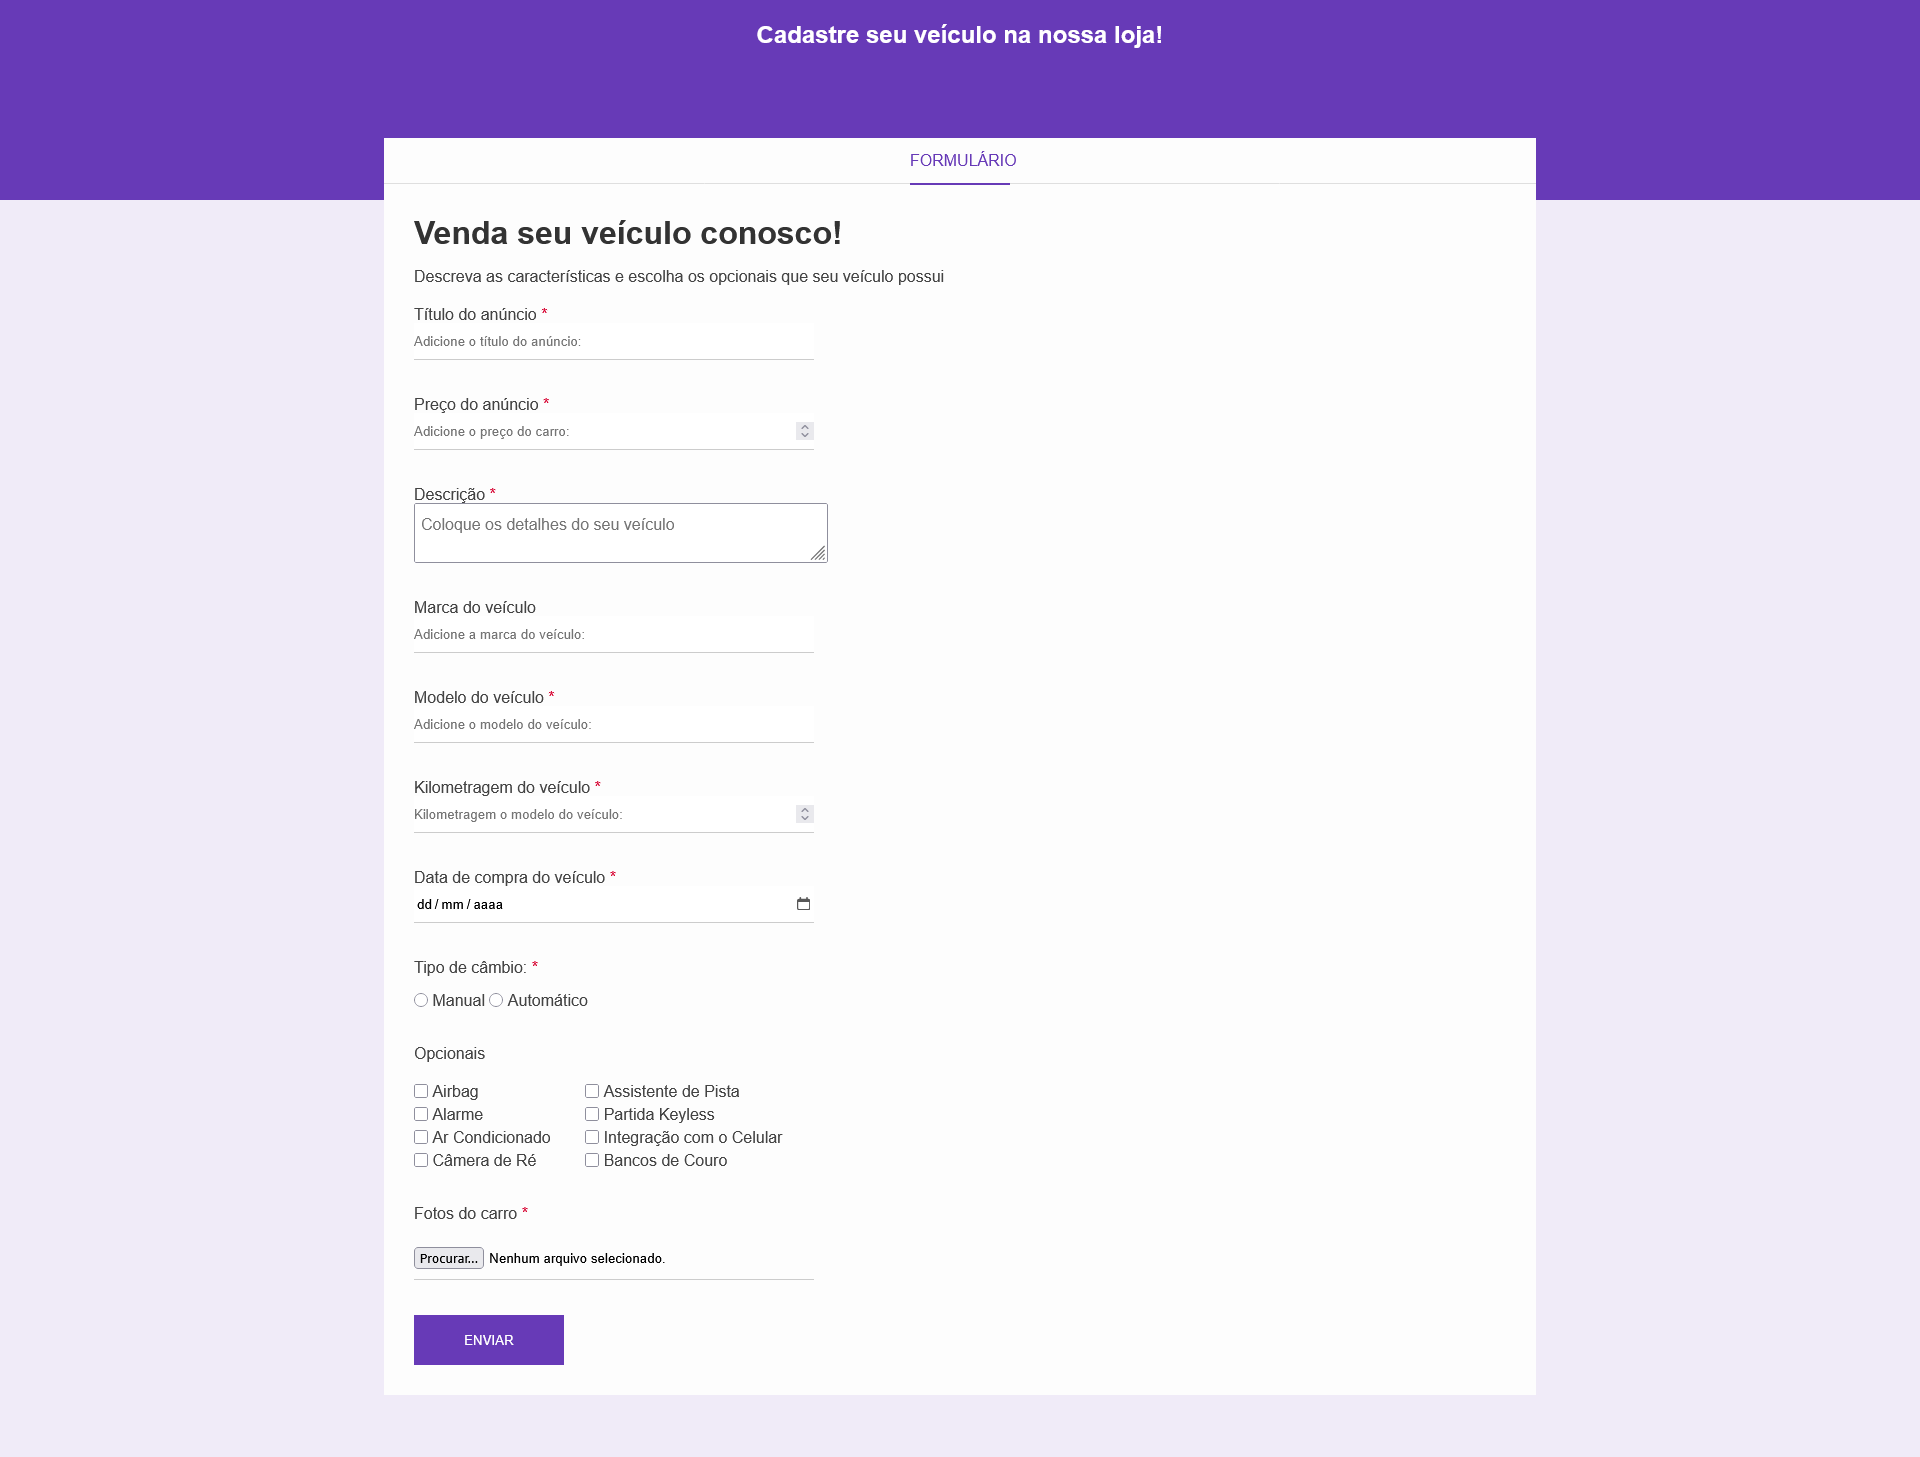 Cadastre seu veículo na nossa loja!
FORMULÁRIO
Venda seu veículo conosco!
Descreva as características e escolha os opcionais que seu veículo possui
Título do anúncio *
Adicione o título do anúncio:
Preço do anúncio *
Adicione o preço do carro:
Descrição *
Coloque os detalhes do seu veículo
Marca do veículo
Adicione a marca do veículo:
Modelo do veículo *
Adicione o modelo do veículo:
Kilometragem do veículo *
Kilometragem o modelo do veículo:
Data de compra do veículo *
dd / mm / aaaa
Tipo de câmbio: *
Manual Automático
Opcionais
Airbag Assistente de Pista
Alarme Partida Keyless
Ar Condicionado Integração com o Celular
Câmera de Ré Bancos de Couro
Fotos do carro *
Procurar... Nenhum arquivo selecionado.
ENVIAR